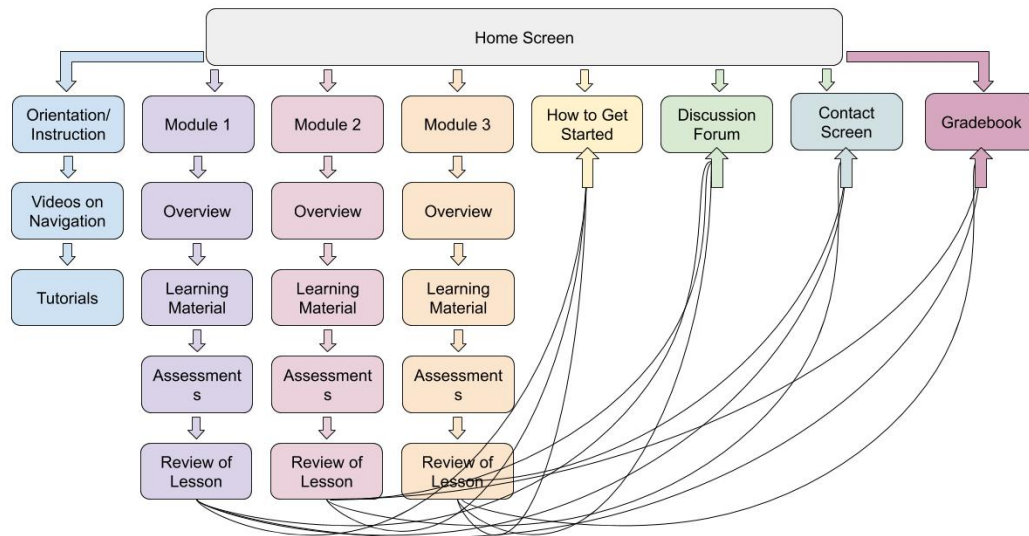 Home Screen
Orientation/
Instruction
Module 1
Module 2
Module 3
How to Get
Started
Discussion
Forum
Contact
Screen
Gradebook
Videos on
Navigation
Overview
Overview
Overview
Tutorials
Learning
Material
Learning
Material
Learning
Material
Assessment
s
Assessment
s
Assessment
s
Review of
Lesson
Review of
Lesson
Review of
Lesson